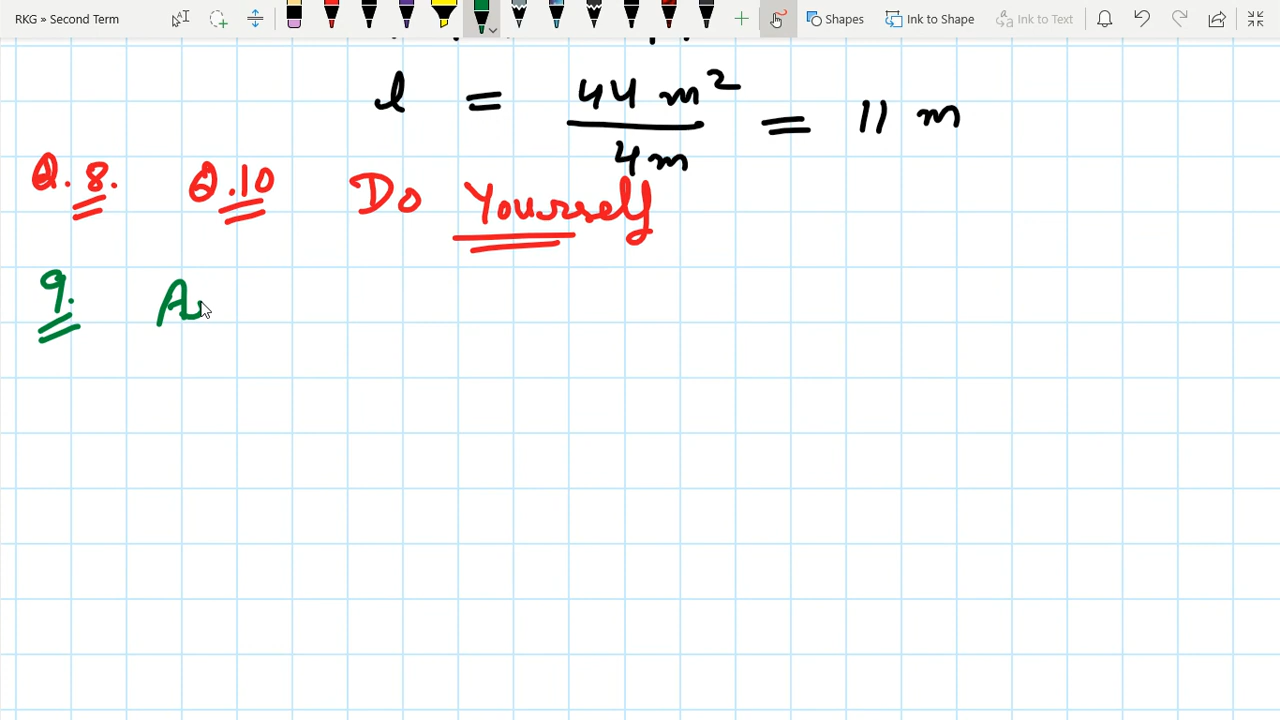 RKG » Second Term Shapes Ink to Shape Ink to Text
l = 44 m² / 4m = 11 m
Q.8. Q.10 Do Yourself
9.